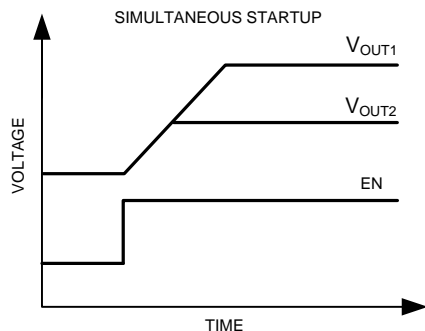 SIMULTANEOUS STARTUP
VOUT1
VOUT2
EN
VOLTAGE
TIME